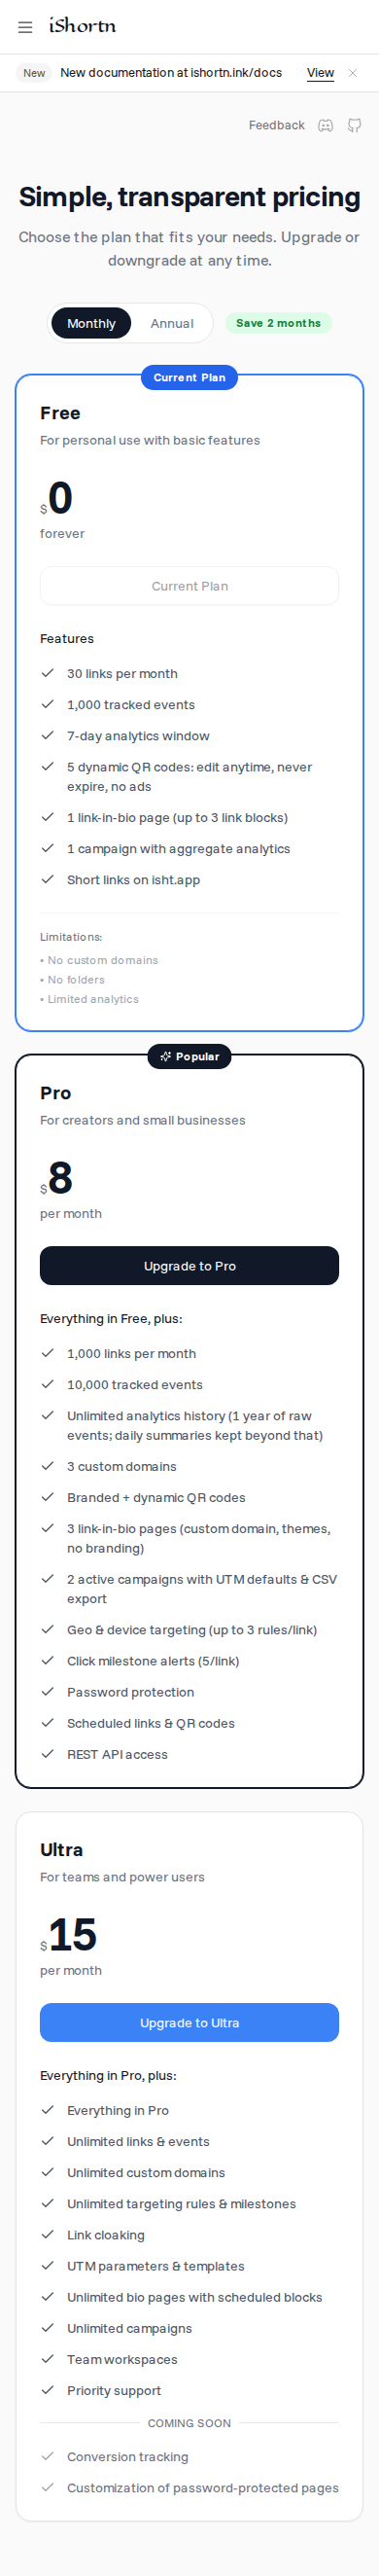 iShortn
New New documentation at ishortn.ink/docs View
Feedback
Simple, transparent pricing
Choose the plan that fits your needs. Upgrade or
downgrade at any time.
Monthly Annual Save 2 months
Current Plan
Free
For personal use with basic features
$0
forever
Current Plan
Features
30 links per month
1,000 tracked events
7-day analytics window
5 dynamic QR codes: edit anytime, never
expire, no ads
1 link-in-bio page (up to 3 link blocks)
1 campaign with aggregate analytics
Short links on isht.app
Limitations:
• No custom domains
• No folders
• Limited analytics
Popular
Pro
For creators and small businesses
$8
per month
Upgrade to Pro
Everything in Free, plus:
1,000 links per month
10,000 tracked events
Unlimited analytics history (1 year of raw
events; daily summaries kept beyond that)
3 custom domains
Branded + dynamic QR codes
3 link-in-bio pages (custom domain, themes,
no branding)
2 active campaigns with UTM defaults & CSV
export
Geo & device targeting (up to 3 rules/link)
Click milestone alerts (5/link)
Password protection
Scheduled links & QR codes
REST API access
Ultra
For teams and power users
$15
per month
Upgrade to Ultra
Everything in Pro, plus:
Everything in Pro
Unlimited links & events
Unlimited custom domains
Unlimited targeting rules & milestones
Link cloaking
UTM parameters & templates
Unlimited bio pages with scheduled blocks
Unlimited campaigns
Team workspaces
Priority support
COMING SOON
Conversion tracking
Customization of password-protected pages